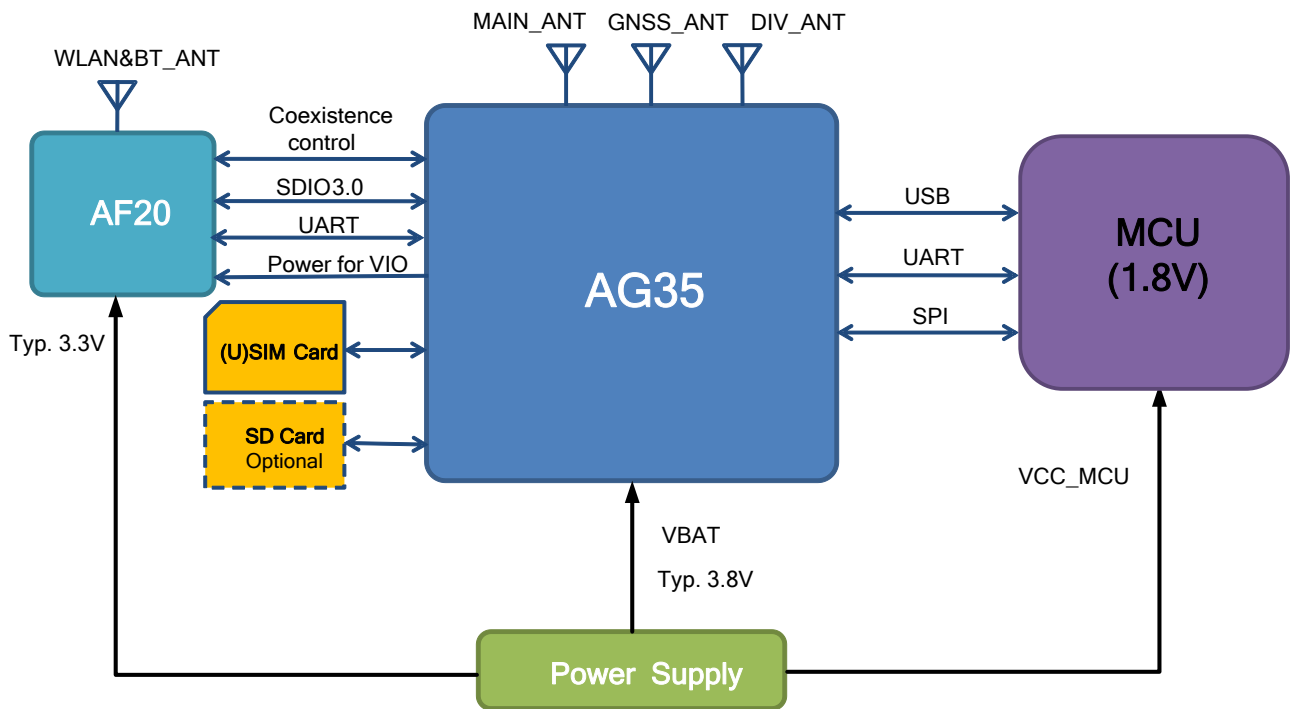 MAIN_ANT
GNSS_ANT
DIV_ANT
WLAN&BT_ANT
Coexistence
control
SDIO3.0
UART
Power for VIO
AF20
AG35
USB
UART
SPI
MCU
(1.8V)
Typ. 3.3V
(U)SIM Card
SD Card
Optional
VBAT
Typ. 3.8V
VCC_MCU
Power Supply